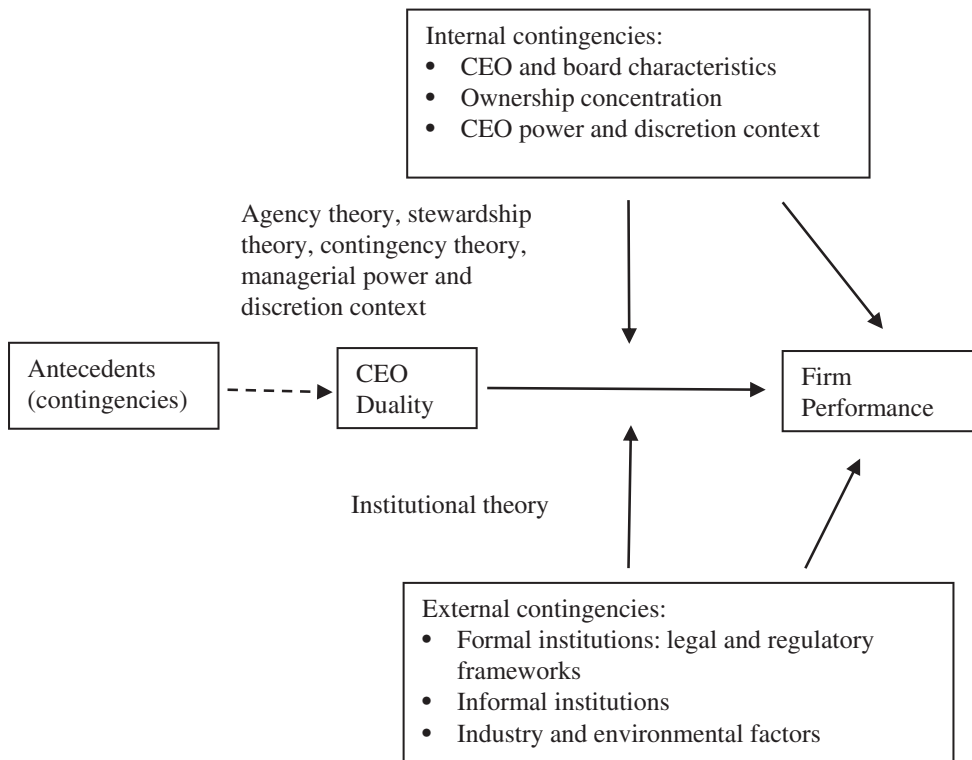 Internal contingencies:
• CEO and board characteristics
• Ownership concentration
• CEO power and discretion context
Agency theory, stewardship
theory, contingency theory,
managerial power and
discretion context
Antecedents
(contingencies)
CEO
Duality
Firm
Performance
Institutional theory
External contingencies:
• Formal institutions: legal and regulatory
frameworks
• Informal institutions
• Industry and environmental factors